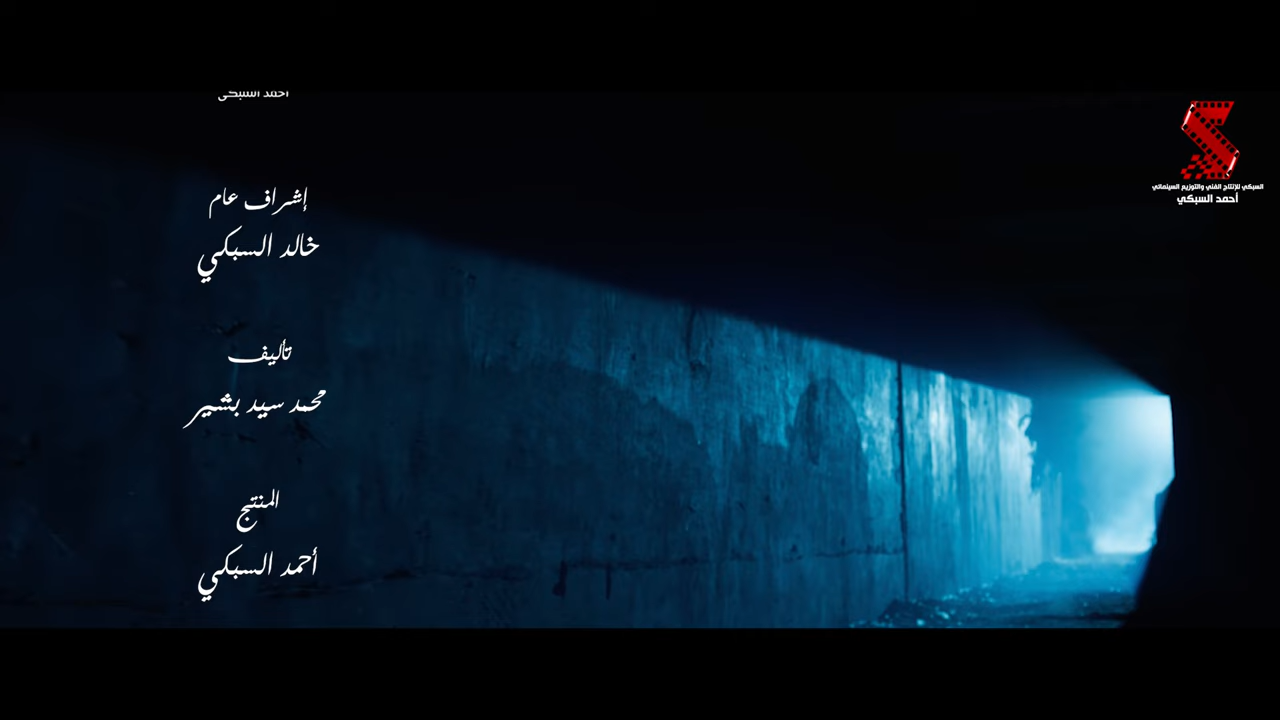 أحمد السبكي
إشراف عام
خالد السبكي
تأليف
محمد سيد بشير
المنتج
أحمد السبكي
السبكي للإنتاج الفني والتوزيع السينمائي
أحمد السبكي